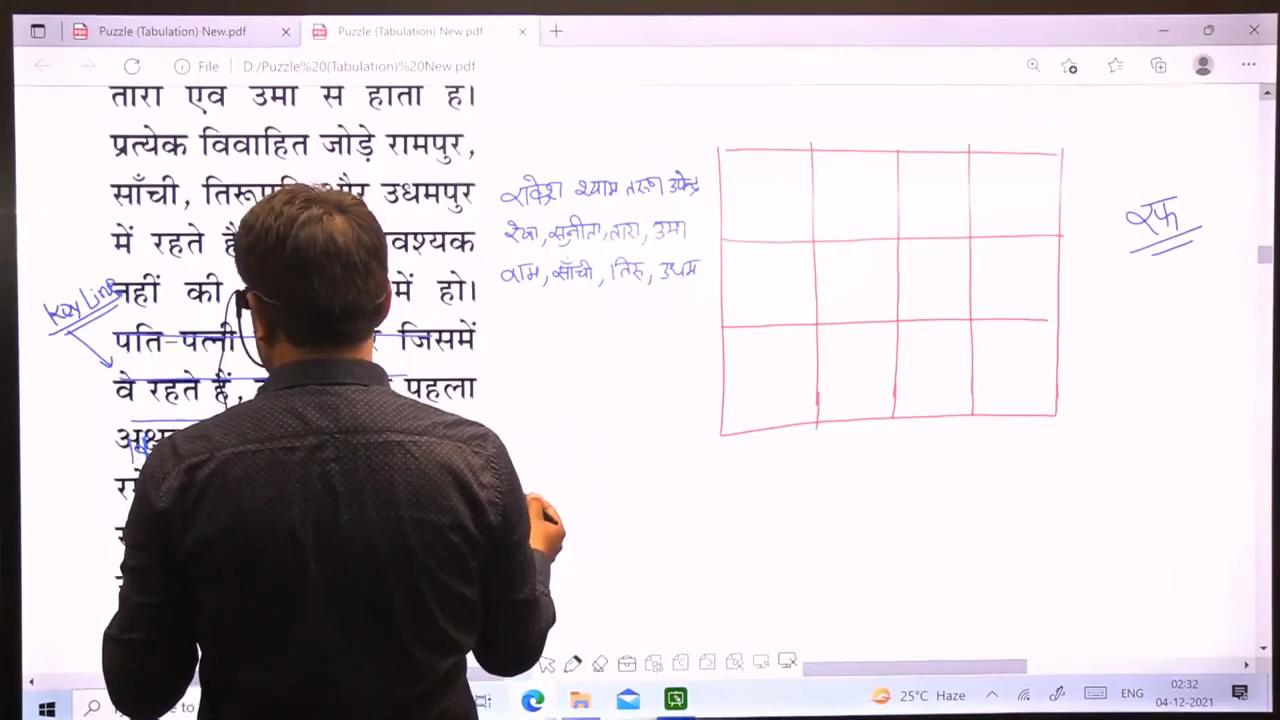 Puzzle (Tabulation) New.pdf
Puzzle (Tabulation) New.pdf
File D:/Puzzle%20(Tabulation)%20New.pdf
तारा एवं उमा से होता है।
प्रत्येक विवाहित जोड़े रामपुर,
साँची, और उधमपुर
में रहते
नहीं की में हो।
पति-पत्नी जिसमें
वे रहते हैं, पहला
Key Line
राकेश श्याम तरूण उपेन्द्र
रेखा, सुनीता, तारा, उमा
राम, साँची, तिरू, उधम
रफ
25°C Haze
ENG
02:32
04-12-2021